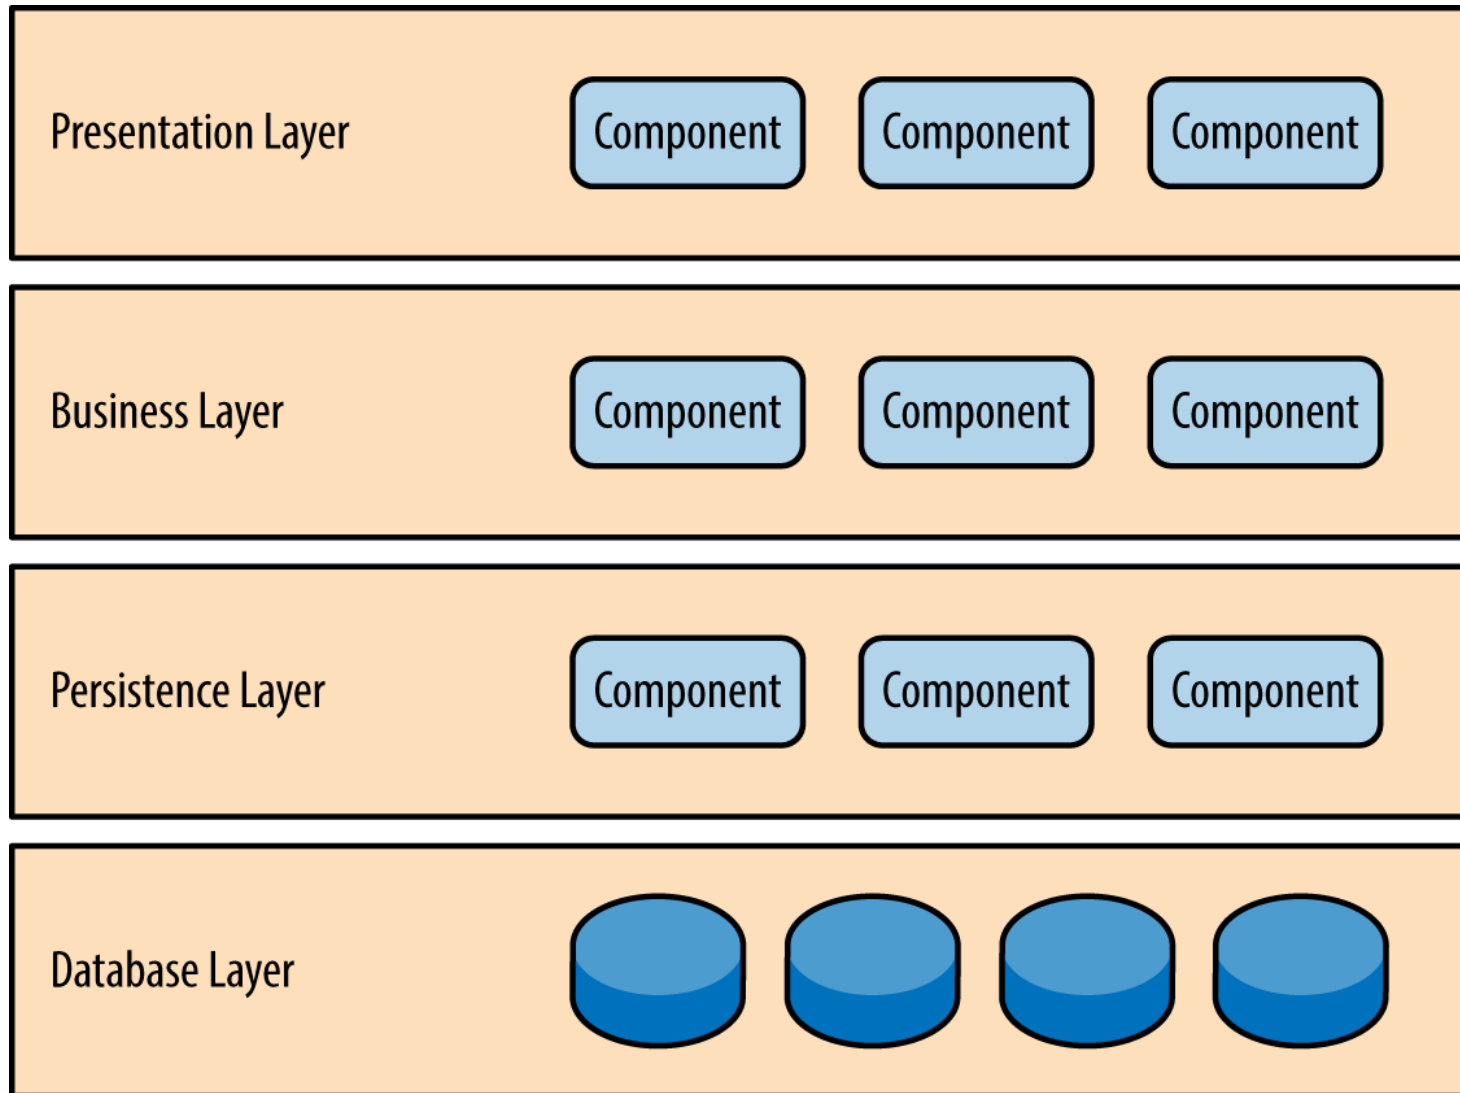 Presentation Layer Component Component Component
Business Layer Component Component Component
Persistence Layer Component Component Component
Database Layer